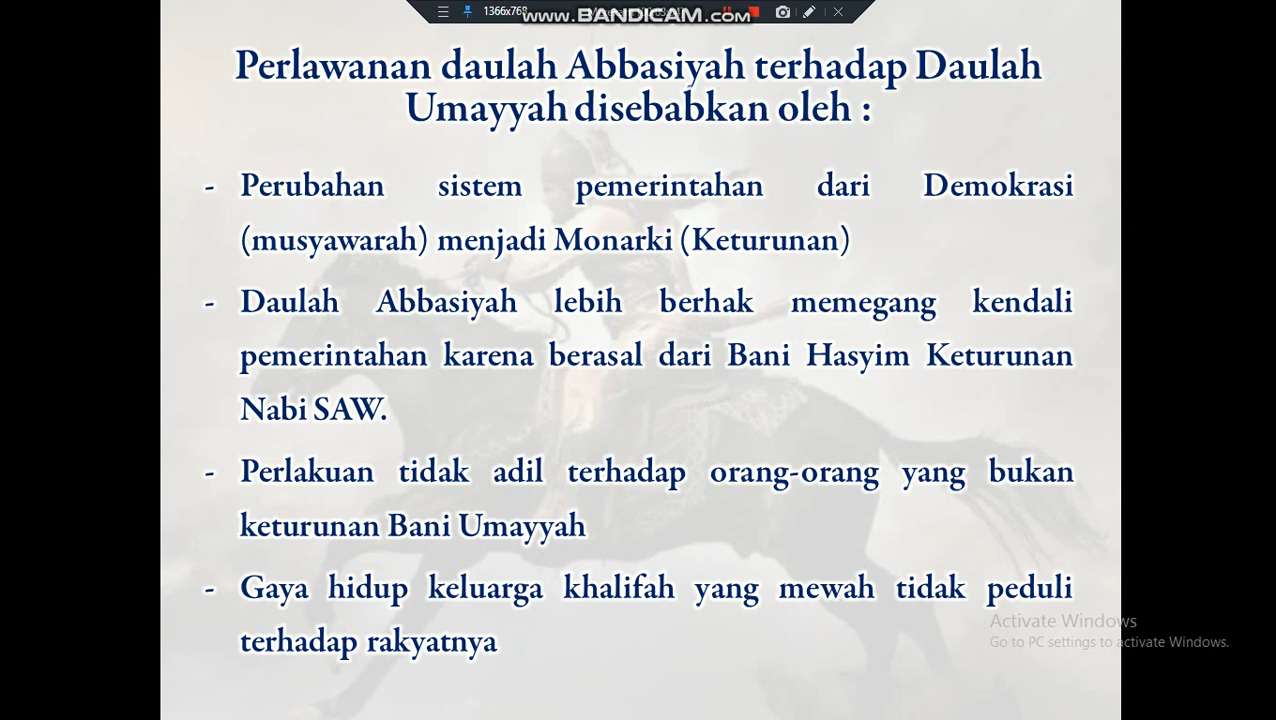 1366x768
www.BANDICAM.com
Perlawanan daulah Abbasiyah terhadap Daulah
Umayyah disebabkan oleh :
- Perubahan sistem pemerintahan dari Demokrasi
(musyawarah) menjadi Monarki (Keturunan)
- Daulah Abbasiyah lebih berhak memegang kendali
pemerintahan karena berasal dari Bani Hasyim Keturunan
Nabi SAW.
- Perlakuan tidak adil terhadap orang-orang yang bukan
keturunan Bani Umayyah
- Gaya hidup keluarga khalifah yang mewah tidak peduli
terhadap rakyatnya
Activate Windows
Go to PC settings to activate Windows.